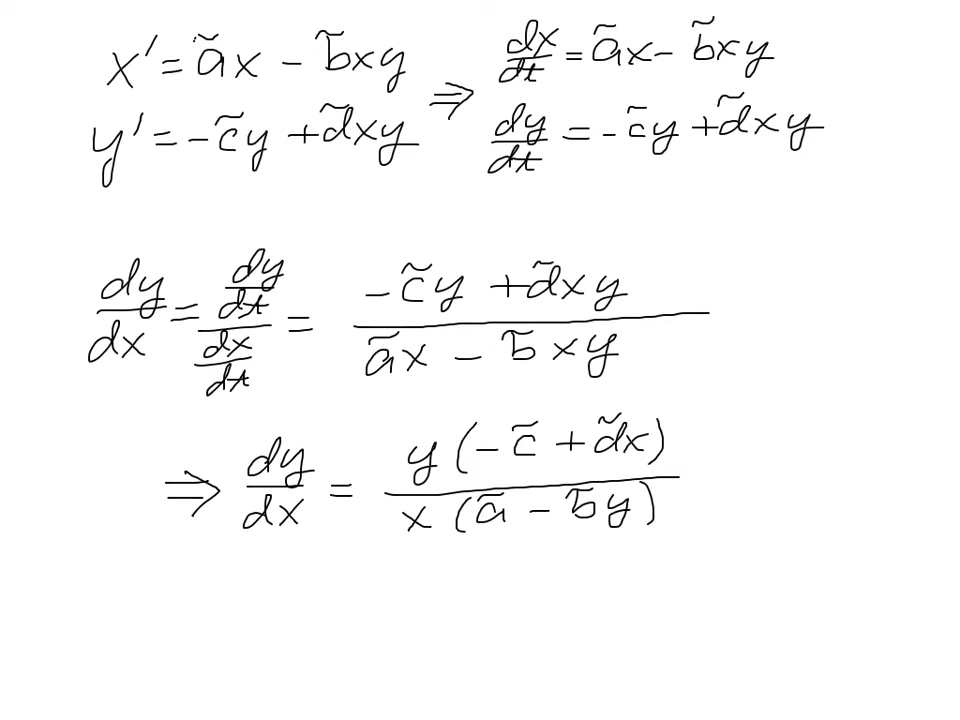 x' = ãx - b̃xy ⇒ dx/dt = ãx - b̃xy
y' = -c̃y + d̃xy dy/dt = -c̃y + d̃xy
dy/dx = (dy/dt)/(dx/dt) = (-c̃y + d̃xy)/(ãx - b̃xy)
⇒ dy/dx = y(-c̃ + d̃x)/x(ã - b̃y)